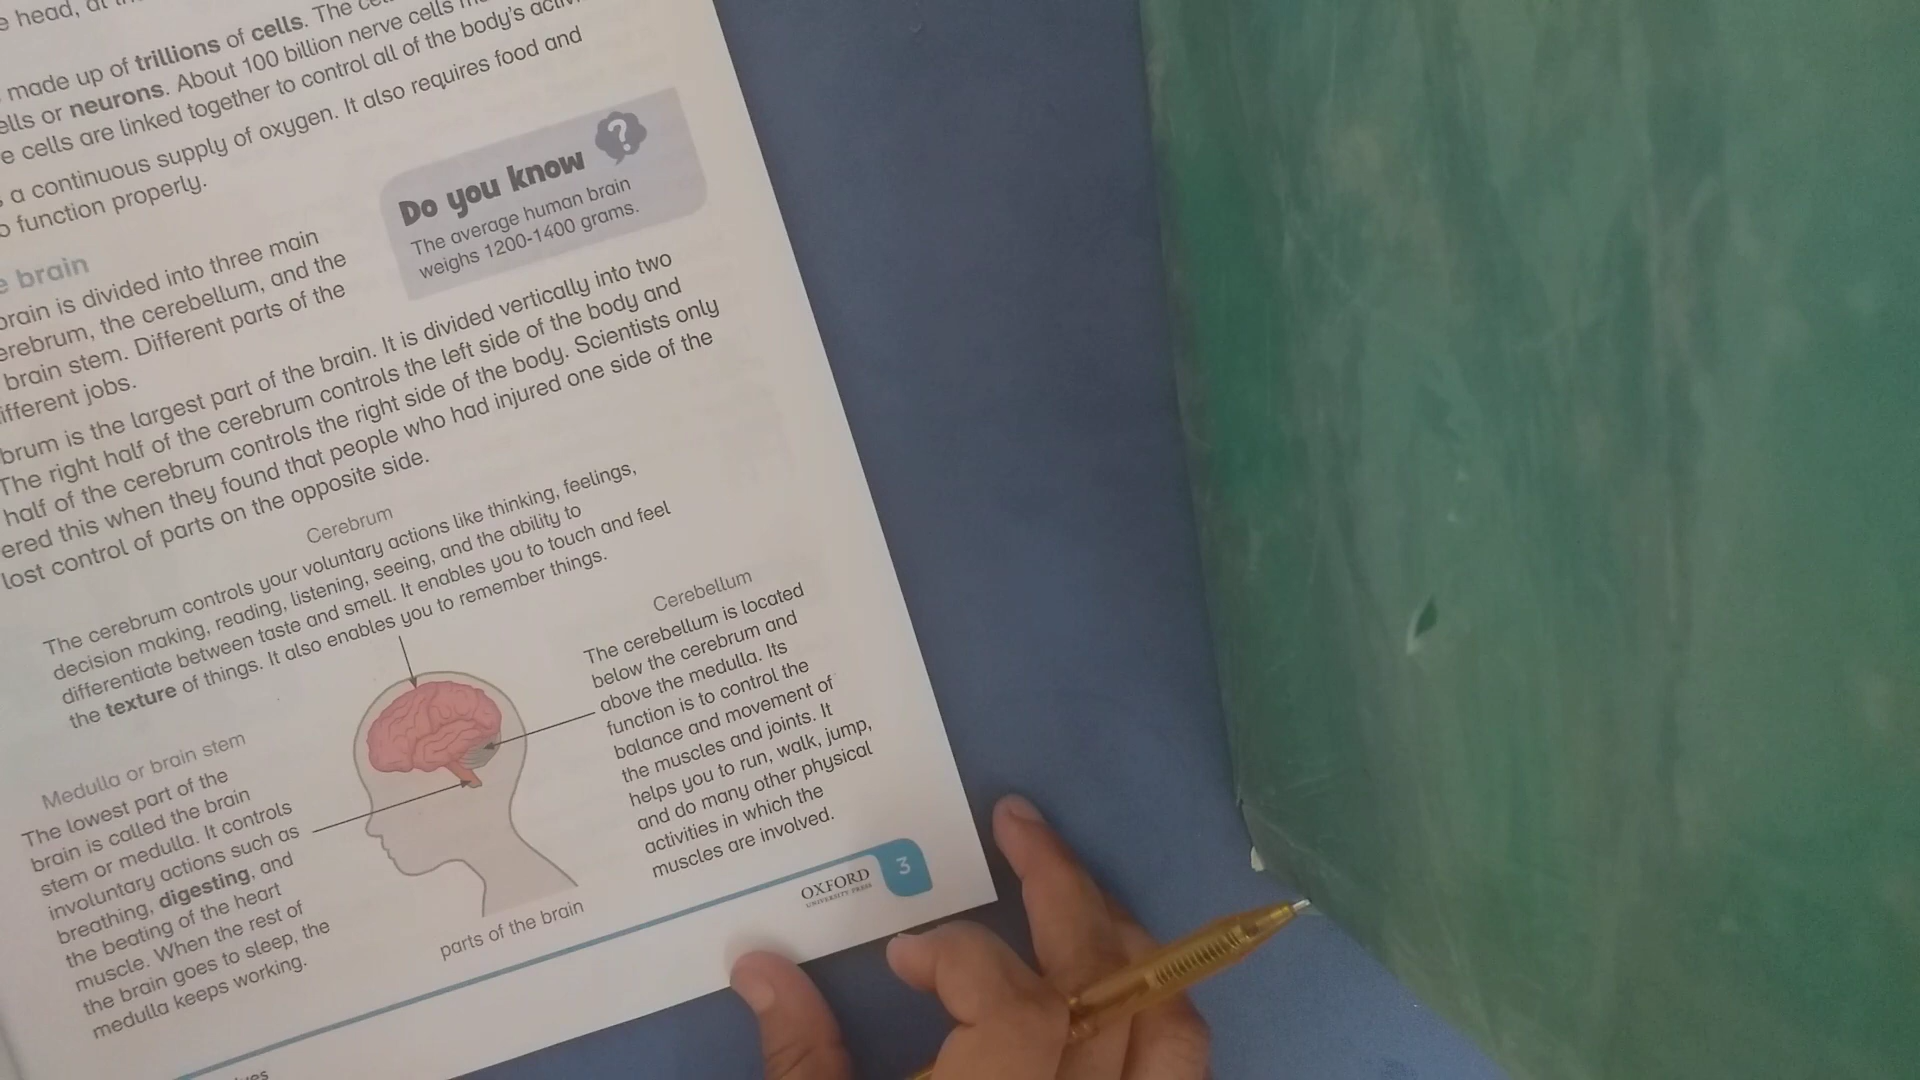 e head, at
made up of trillions of cells. The
ells or neurons. About 100 billion nerve cells
e cells are linked together to control all of the body's
a continuous supply of oxygen. It also requires food and
o function properly.
Do you know
?
The average human brain
weighs 1200-1400 grams.
e brain
brain is divided into three main
erebrum, the cerebellum, and the
brain stem. Different parts of the
ifferent jobs.
brum is the largest part of the brain. It is divided vertically into two
The right half of the cerebrum controls the left side of the body and
half of the cerebrum controls the right side of the body. Scientists only
ered this when they found that people who had injured one side of the
lost control of parts on the opposite side.
Cerebrum
The cerebrum controls your voluntary actions like thinking, feelings,
decision making, reading, listening, seeing, and the ability to
differentiate between taste and smell. It enables you to touch and feel
the texture of things. It also enables you to remember things.
Cerebellum
The cerebellum is located
below the cerebrum and
above the medulla. Its
function is to control the
balance and movement of
the muscles and joints. It
helps you to run, walk, jump,
and do many other physical
activities in which the
muscles are involved.
Medulla or brain stem
The lowest part of the
brain is called the brain
stem or medulla. It controls
involuntary actions such as
breathing, digesting, and
the beating of the heart
muscle. When the rest of
the brain goes to sleep, the
medulla keeps working.
parts of the brain
OXFORD
UNIVERSITY PRESS
3